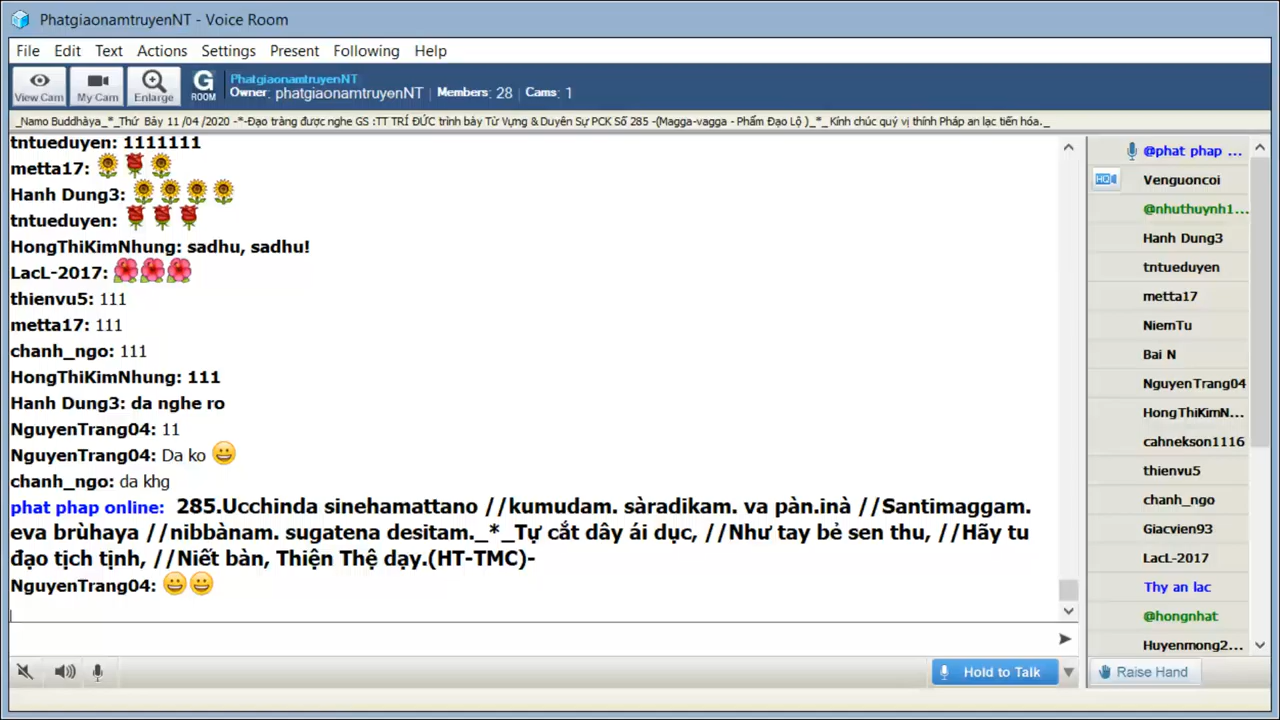 PhatgiaonamtruyenNT - Voice Room
File Edit Text Actions Settings Present Following Help
View Cam My Cam Enlarge G ROOM
PhatgiaonamtruyenNT
Owner: phatgiaonamtruyenNT Members: 28 Cams: 1
_Namo Buddhàya_*_Thứ Bảy 11 /04 /2020 -*-Đạo tràng được nghe GS :TT TRÍ ĐỨC trình bày Từ Vựng & Duyên Sự PCK Số 285 -(Magga-vagga - Phẩm Đạo Lộ )_*_ Kính chúc quý vị thính Pháp an lạc tiến hóa._
tntueduyen: 1111111
metta17:
Hanh Dung3:
tntueduyen:
HongThiKimNhung: sadhu, sadhu!
LacL-2017:
thienvu5: 111
metta17: 111
chanh_ngo: 111
HongThiKimNhung: 111
Hanh Dung3: da nghe ro
NguyenTrang04: 11
NguyenTrang04: Da ko
chanh_ngo: da khg
phat phap online: 285.Ucchinda sinehamattano //kumudam. sàradikam. va pàn.inà //Santimaggam.
eva brùhaya //nibbànam. sugatena desitam._*_Tự cắt dây ái dục, //Như tay bẻ sen thu, //Hãy tu
đạo tịch tịnh, //Niết bàn, Thiện Thệ dạy.(HT-TMC)-
NguyenTrang04:
@phat phap ...
HD
Venguoncoi
@nhuthuynh1...
Hanh Dung3
tntueduyen
metta17
NiemTu
Bai N
NguyenTrang04
HongThiKimN...
cahnekson1116
thienvu5
chanh_ngo
Giacvien93
LacL-2017
Thy an lac
@hongnhat
Huyenmong2...
Hold to Talk
Raise Hand